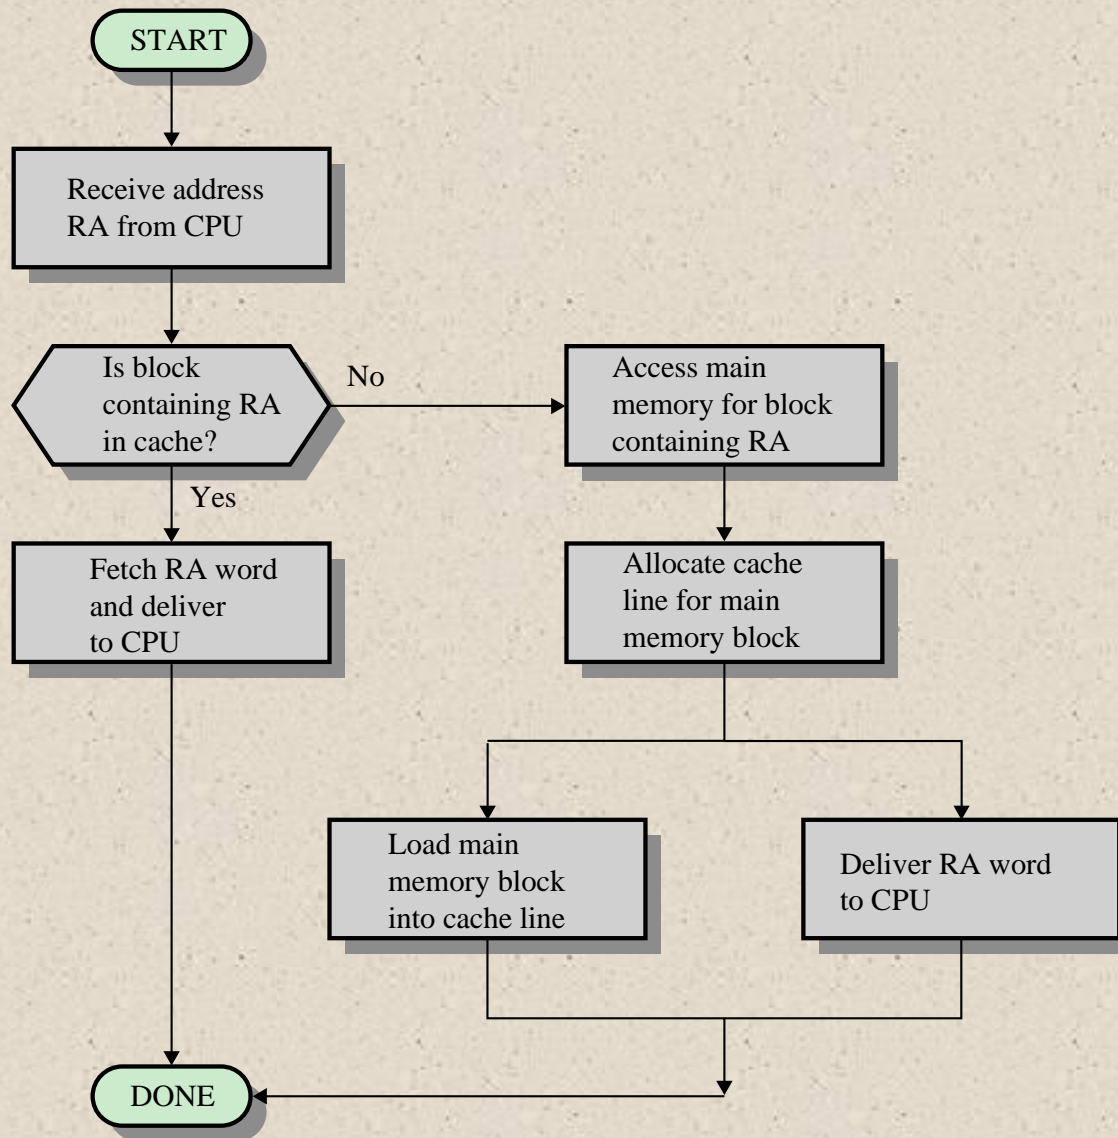 START
Receive address
RA from CPU
Is block
containing RA
in cache?
No
Yes
Access main
memory for block
containing RA
Fetch RA word
and deliver
to CPU
Allocate cache
line for main
memory block
Load main
memory block
into cache line
Deliver RA word
to CPU
DONE